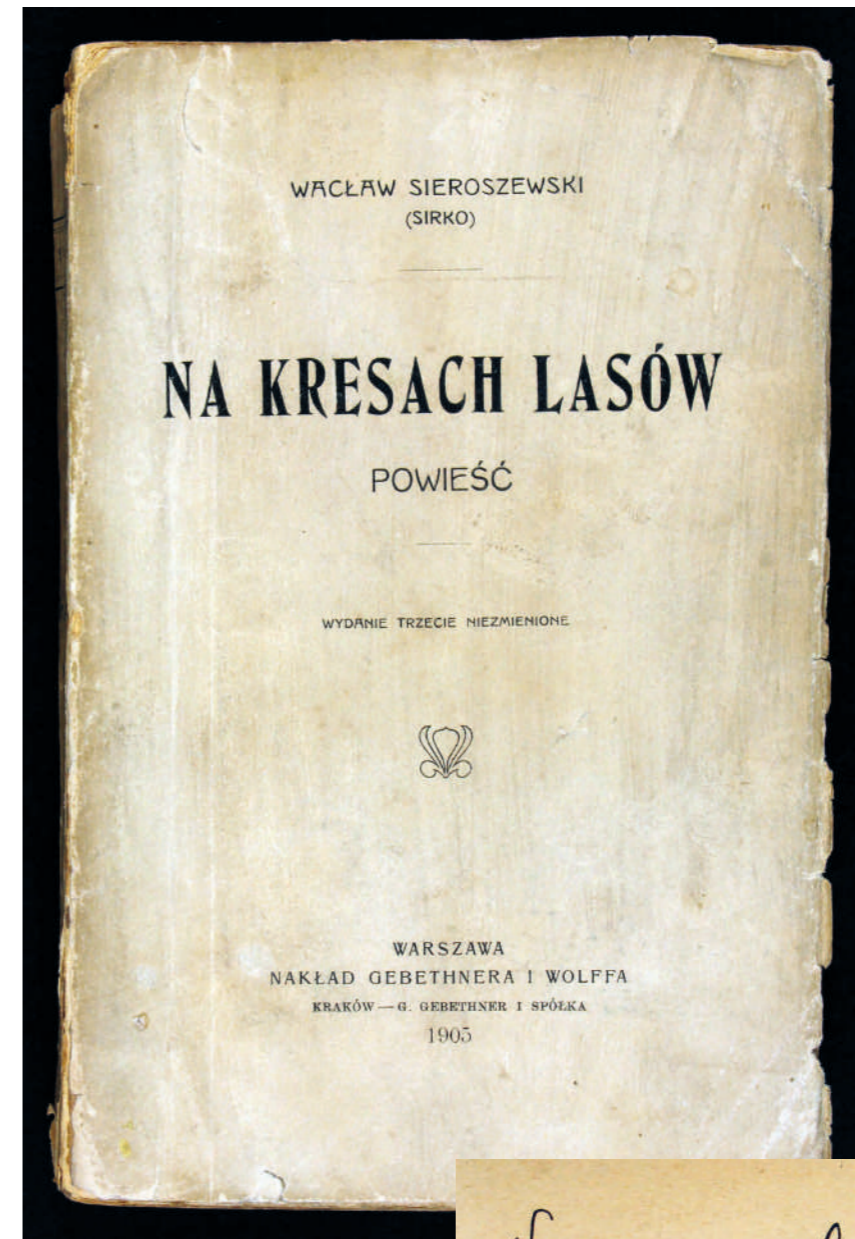 WACŁAW SIEROSZEWSKI
(SIRKO)
NA KRESACH LASÓW
POWIEŚĆ
WYDANIE TRZECIE NIEZMIENIONE
WARSZAWA
NAKŁAD GEBETHNERA I WOLFFA
KRAKÓW — G. GEBETHNER I SPÓŁKA
1905